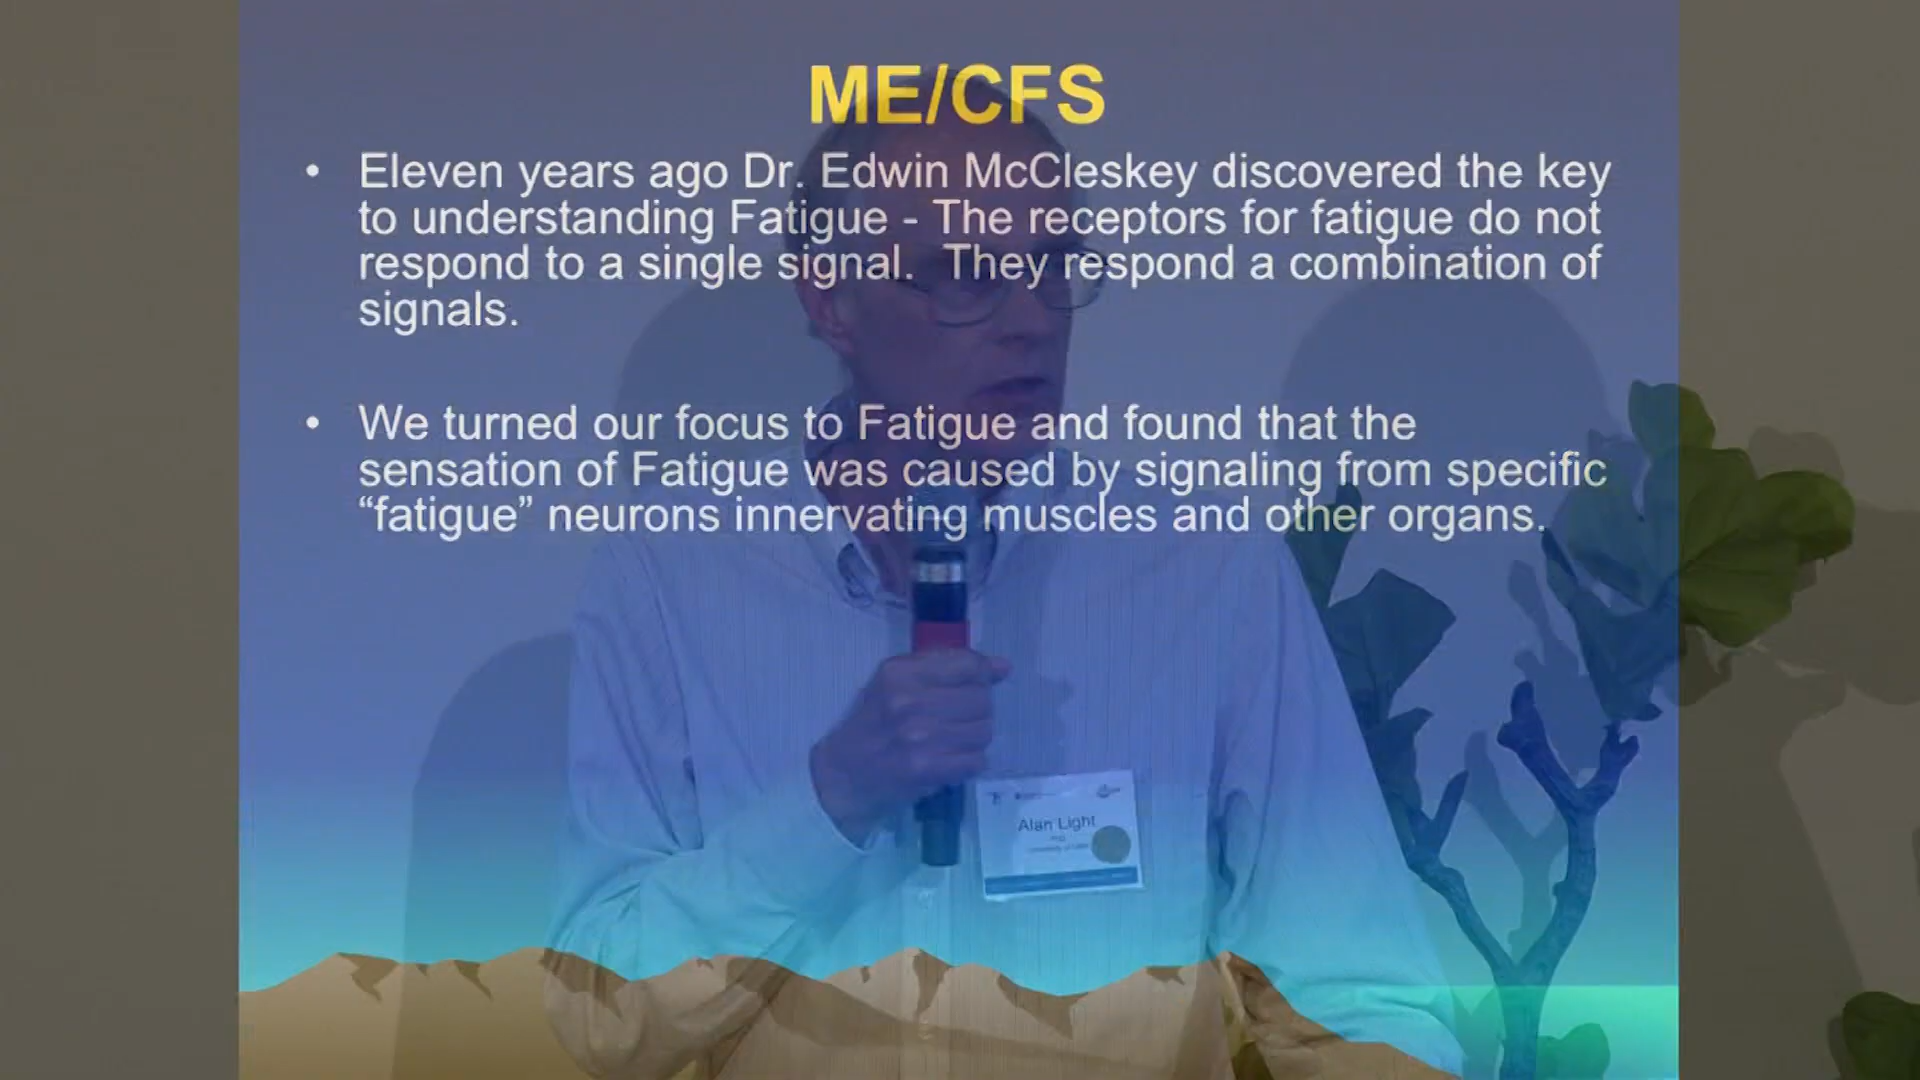 ME/CFS
• Eleven years ago Dr. Edwin McCleskey discovered the key
to understanding Fatigue - The receptors for fatigue do not
respond to a single signal. They respond a combination of
signals.
• We turned our focus to Fatigue and found that the
sensation of Fatigue was caused by signaling from specific
“fatigue” neurons innervating muscles and other organs.
Alan Light